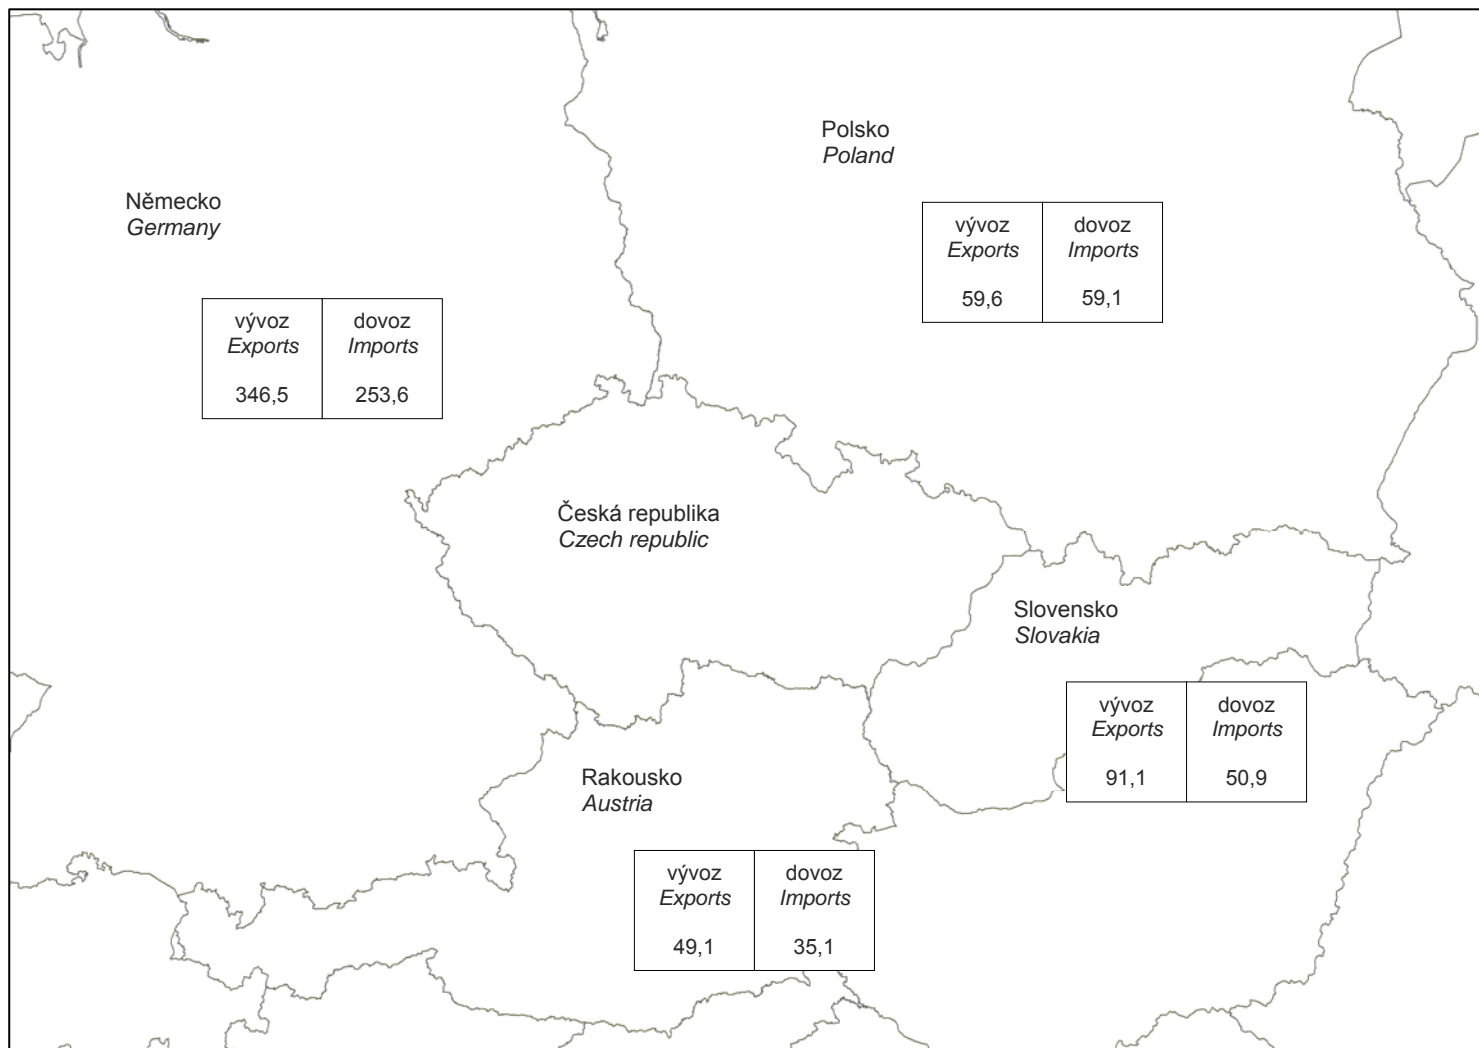 Polsko
Poland
Německo
Germany
vývoz
Exports
59,6
dovoz
Imports
59,1
vývoz
Exports
346,5
dovoz
Imports
253,6
Česká republika
Czech republic
Slovensko
Slovakia
vývoz
Exports
91,1
dovoz
Imports
50,9
Rakousko
Austria
vývoz
Exports
49,1
dovoz
Imports
35,1